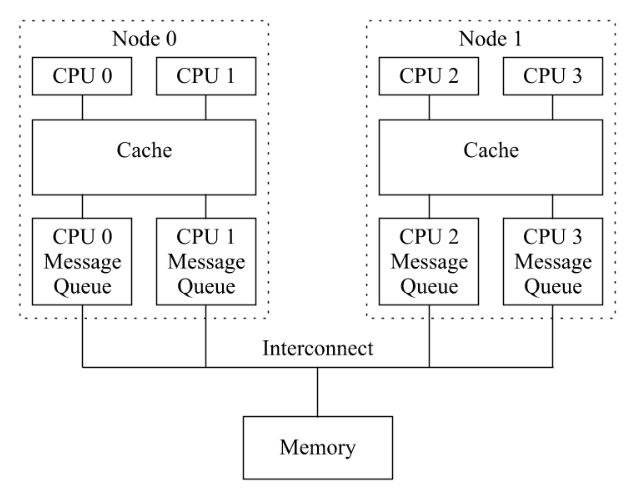 Node 0
Node 1
CPU 0
CPU 1
CPU 2
CPU 3
Cache
Cache
CPU 0
Message
Queue
CPU 1
Message
Queue
CPU 2
Message
Queue
CPU 3
Message
Queue
Interconnect
Memory